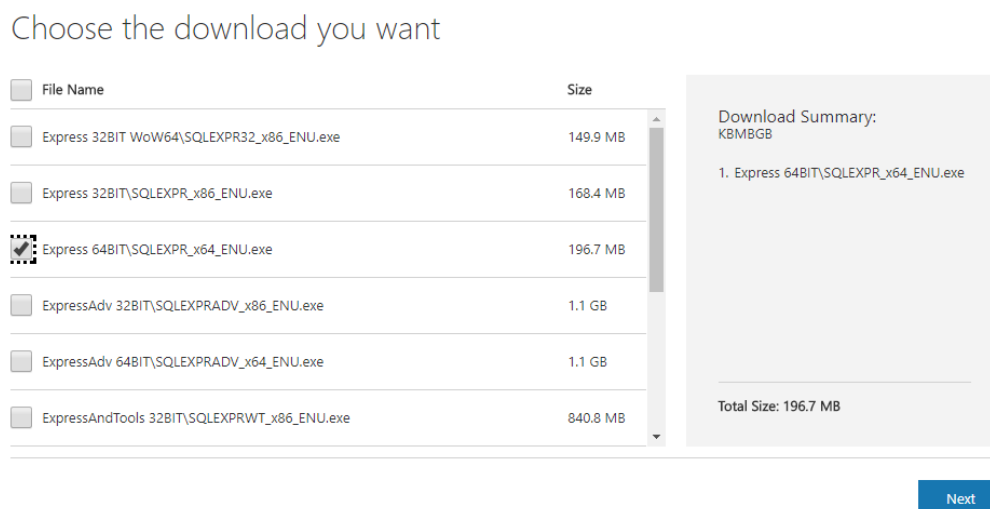 Choose the download you want
File Name Size
Express 32BIT WoW64\SQLEXPR32_x86_ENU.exe 149.9 MB
Express 32BIT\SQLEXPR_x86_ENU.exe 168.4 MB
Express 64BIT\SQLEXPR_x64_ENU.exe 196.7 MB
ExpressAdv 32BIT\SQLEXPRADV_x86_ENU.exe 1.1 GB
ExpressAdv 64BIT\SQLEXPRADV_x64_ENU.exe 1.1 GB
ExpressAndTools 32BIT\SQLEXPRWT_x86_ENU.exe 840.8 MB
Download Summary:
KBMBGB
1. Express 64BIT\SQLEXPR_x64_ENU.exe
Total Size: 196.7 MB
Next